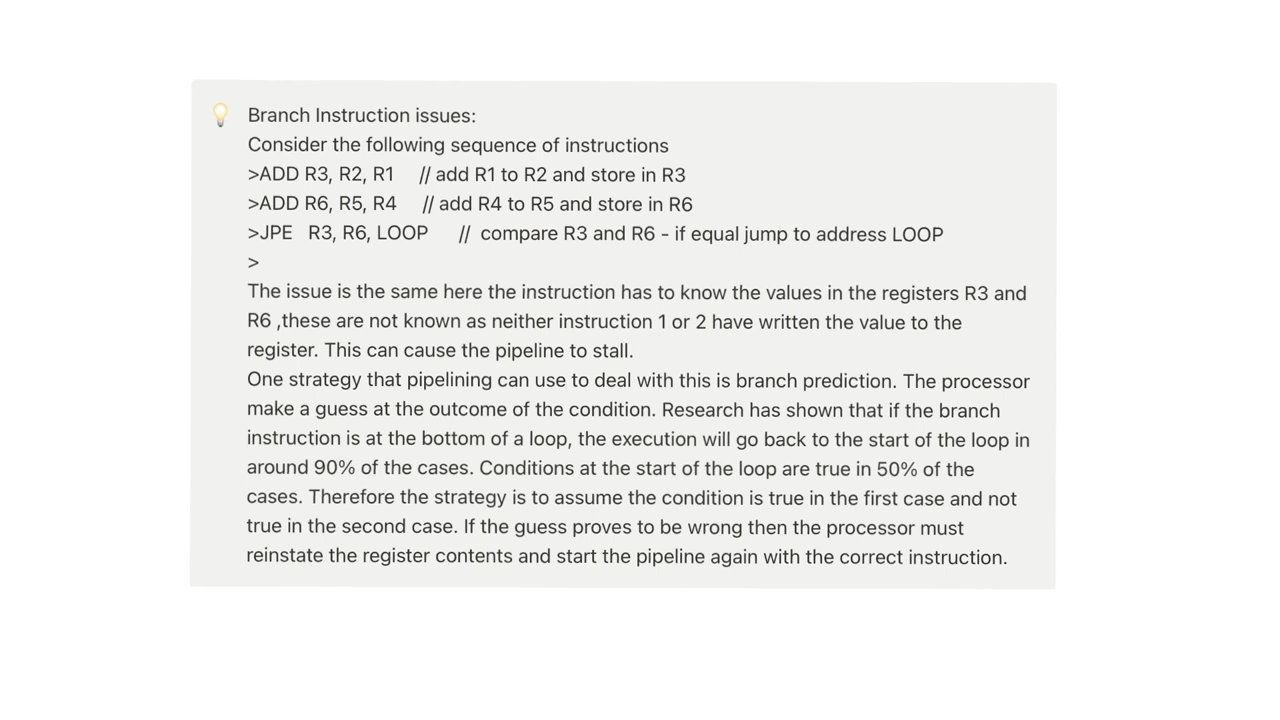 Branch Instruction issues:
Consider the following sequence of instructions
>ADD R3, R2, R1 // add R1 to R2 and store in R3
>ADD R6, R5, R4 // add R4 to R5 and store in R6
>JPE R3, R6, LOOP // compare R3 and R6 - if equal jump to address LOOP
>
The issue is the same here the instruction has to know the values in the registers R3 and
R6 ,these are not known as neither instruction 1 or 2 have written the value to the
register. This can cause the pipeline to stall.
One strategy that pipelining can use to deal with this is branch prediction. The processor
make a guess at the outcome of the condition. Research has shown that if the branch
instruction is at the bottom of a loop, the execution will go back to the start of the loop in
around 90% of the cases. Conditions at the start of the loop are true in 50% of the
cases. Therefore the strategy is to assume the condition is true in the first case and not
true in the second case. If the guess proves to be wrong then the processor must
reinstate the register contents and start the pipeline again with the correct instruction.